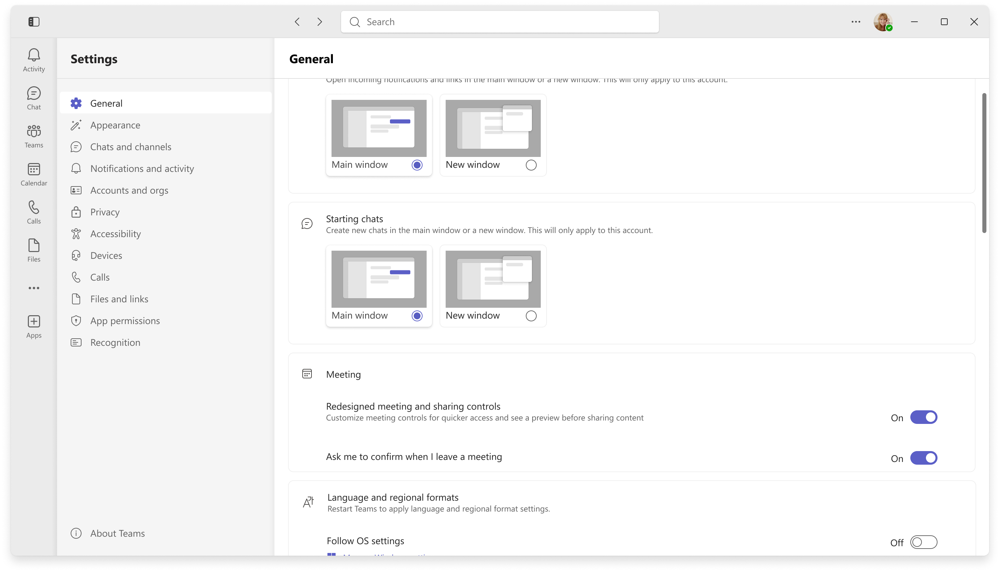 Search
Activity
Chat
Teams
Calendar
Calls
Files
Apps
Settings
General
Appearance
Chats and channels
Notifications and activity
Accounts and orgs
Privacy
Accessibility
Devices
Calls
Files and links
App permissions
Recognition
About Teams
General
Open incoming notifications and links in the main window or a new window. This will only apply to this account.
Main window
New window
Starting chats
Create new chats in the main window or a new window. This will only apply to this account.
Main window
New window
Meeting
Redesigned meeting and sharing controls
Customize meeting controls for quicker access and see a preview before sharing content
On
Ask me to confirm when I leave a meeting
On
Language and regional formats
Restart Teams to apply language and regional format settings.
Follow OS settings
Off